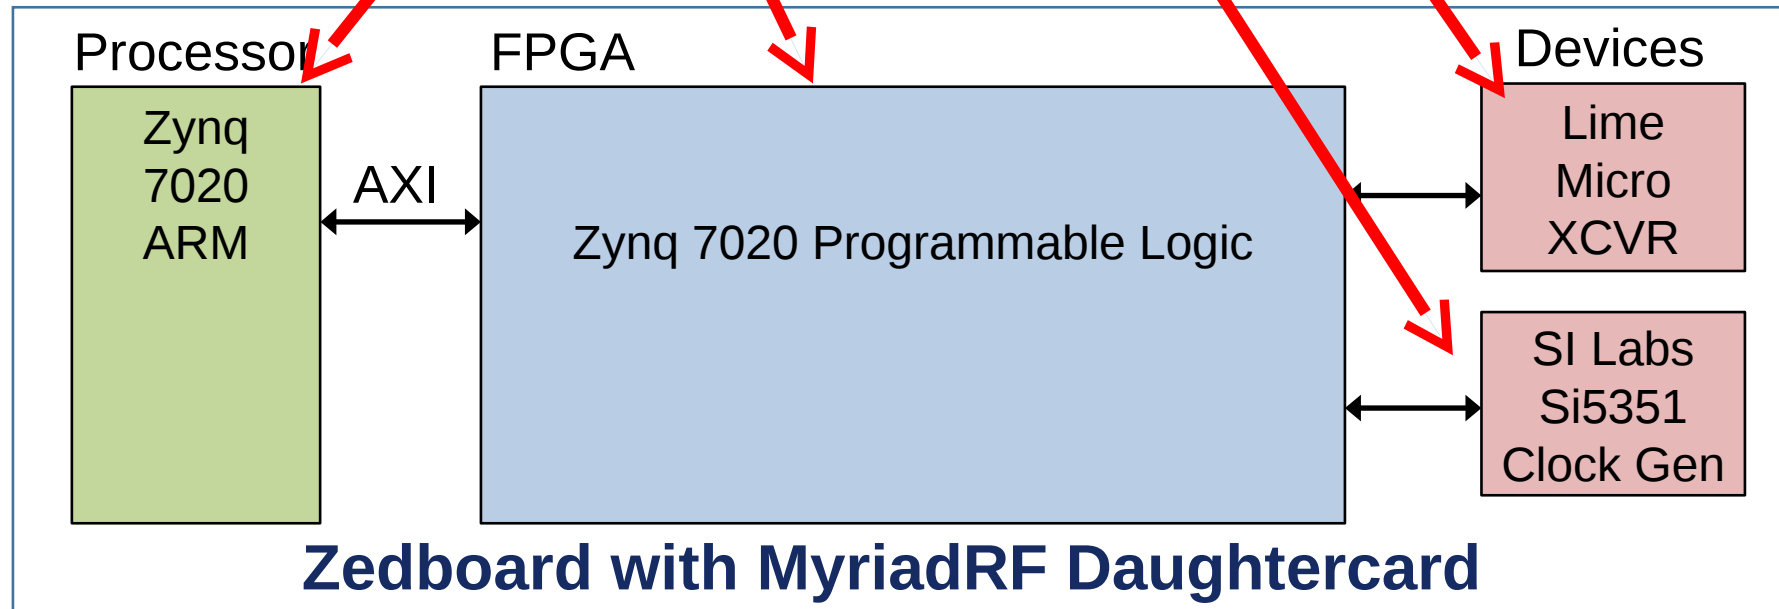 Processor
FPGA
Devices
Zynq
7020
ARM
AXI
Zynq 7020 Programmable Logic
Lime
Micro
XCVR
SI Labs
Si5351
Clock Gen
Zedboard with MyriadRF Daughtercard